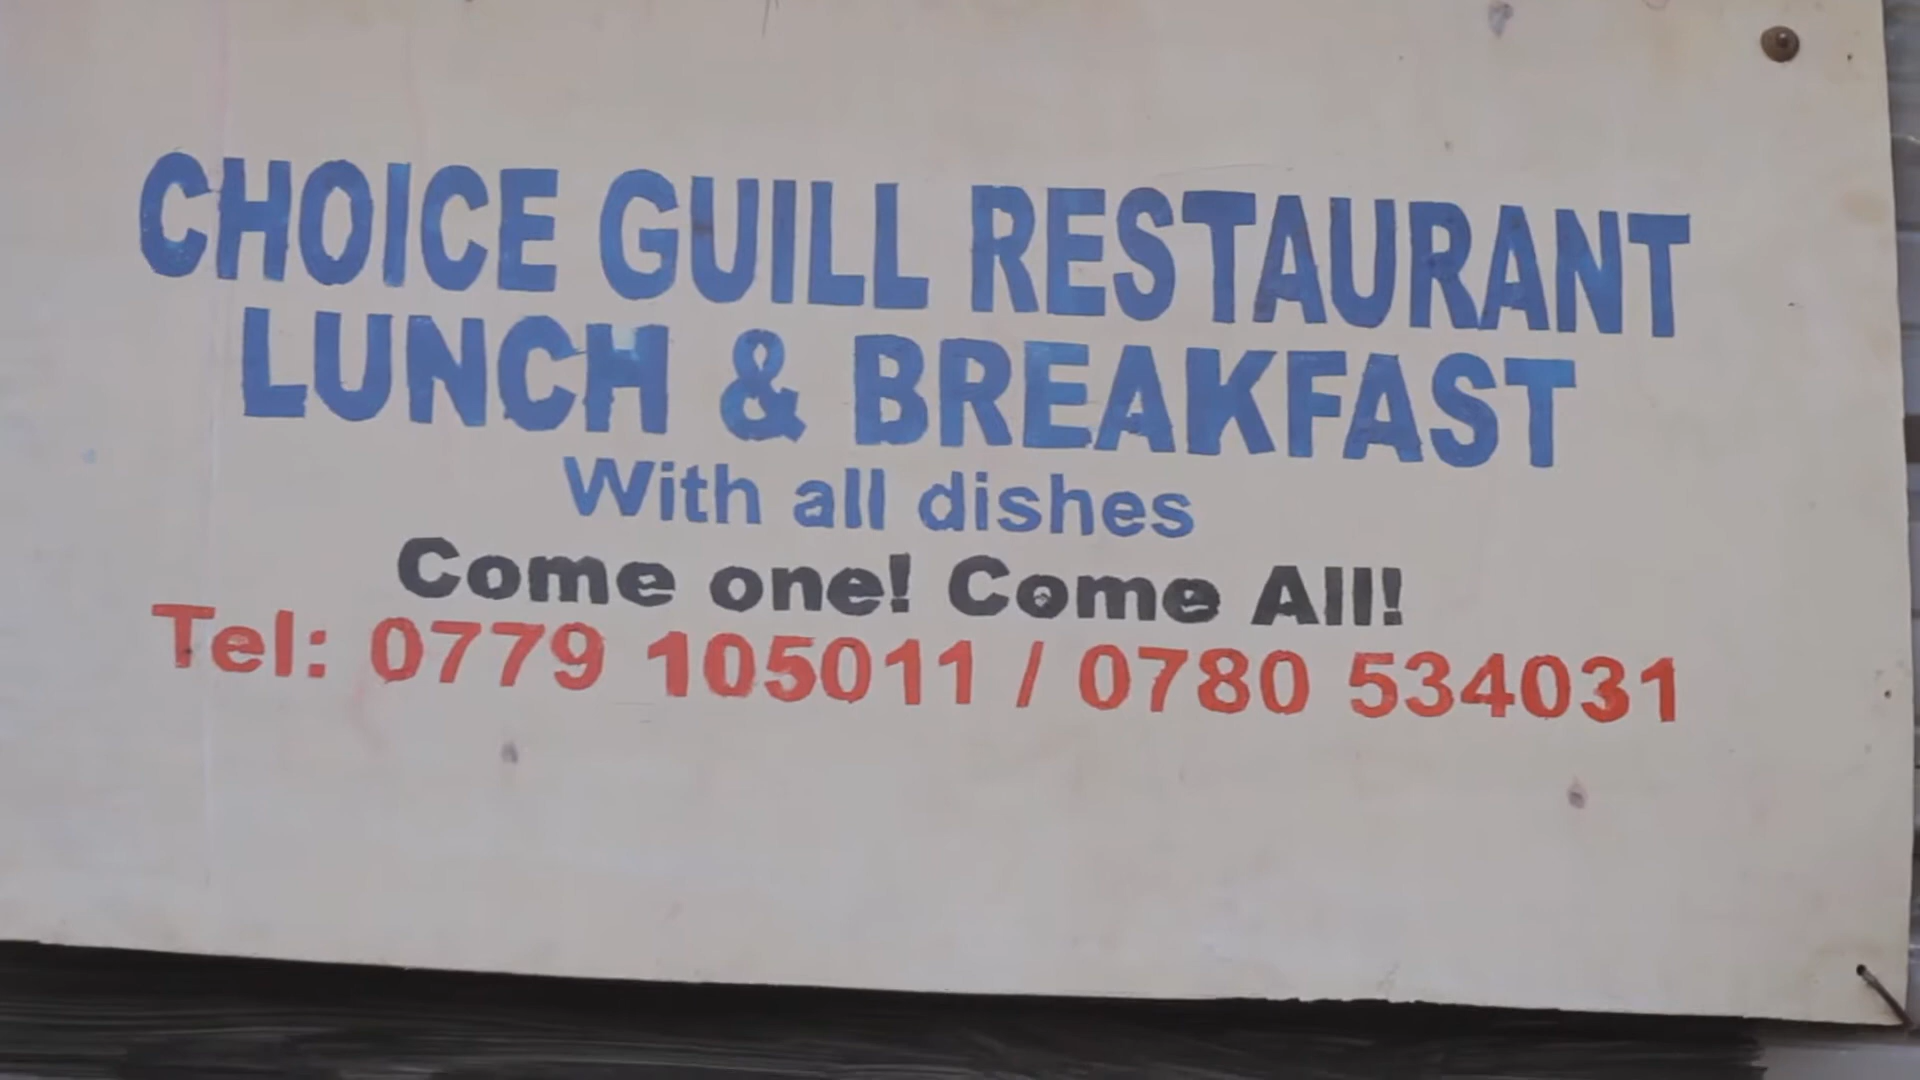 CHOICE GUILL RESTAURANT
LUNCH & BREAKFAST
With all dishes
Come one! Come All!
Tel: 0779 105011 / 0780 534031